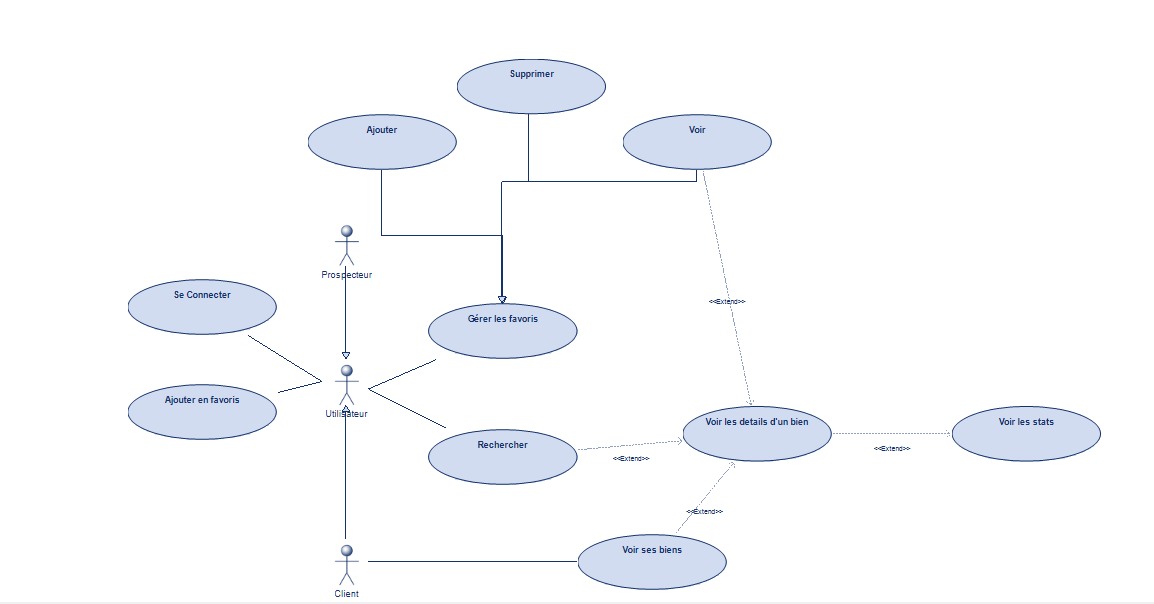 Supprimer
Ajouter
Voir
Prospecteur
Se Connecter
<<Extend>>
Gérer les favoris
Ajouter en favoris
Utilisateur
Voir les details d'un bien
Voir les stats
Rechercher
<<Extend>>
<<Extend>>
<<Extend>>
Voir ses biens
Client